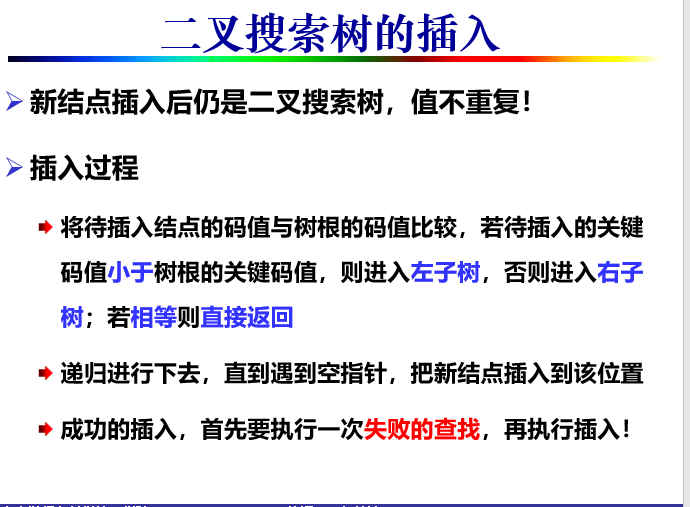 二叉搜索树的插入
新结点插入后仍是二叉搜索树，值不重复！
插入过程
将待插入结点的码值与树根的码值比较，若待插入的关键
码值小于树根的关键码值，则进入左子树，否则进入右子
树；若相等则直接返回
递归进行下去，直到遇到空指针，把新结点插入到该位置
成功的插入，首先要执行一次失败的查找，再执行插入！